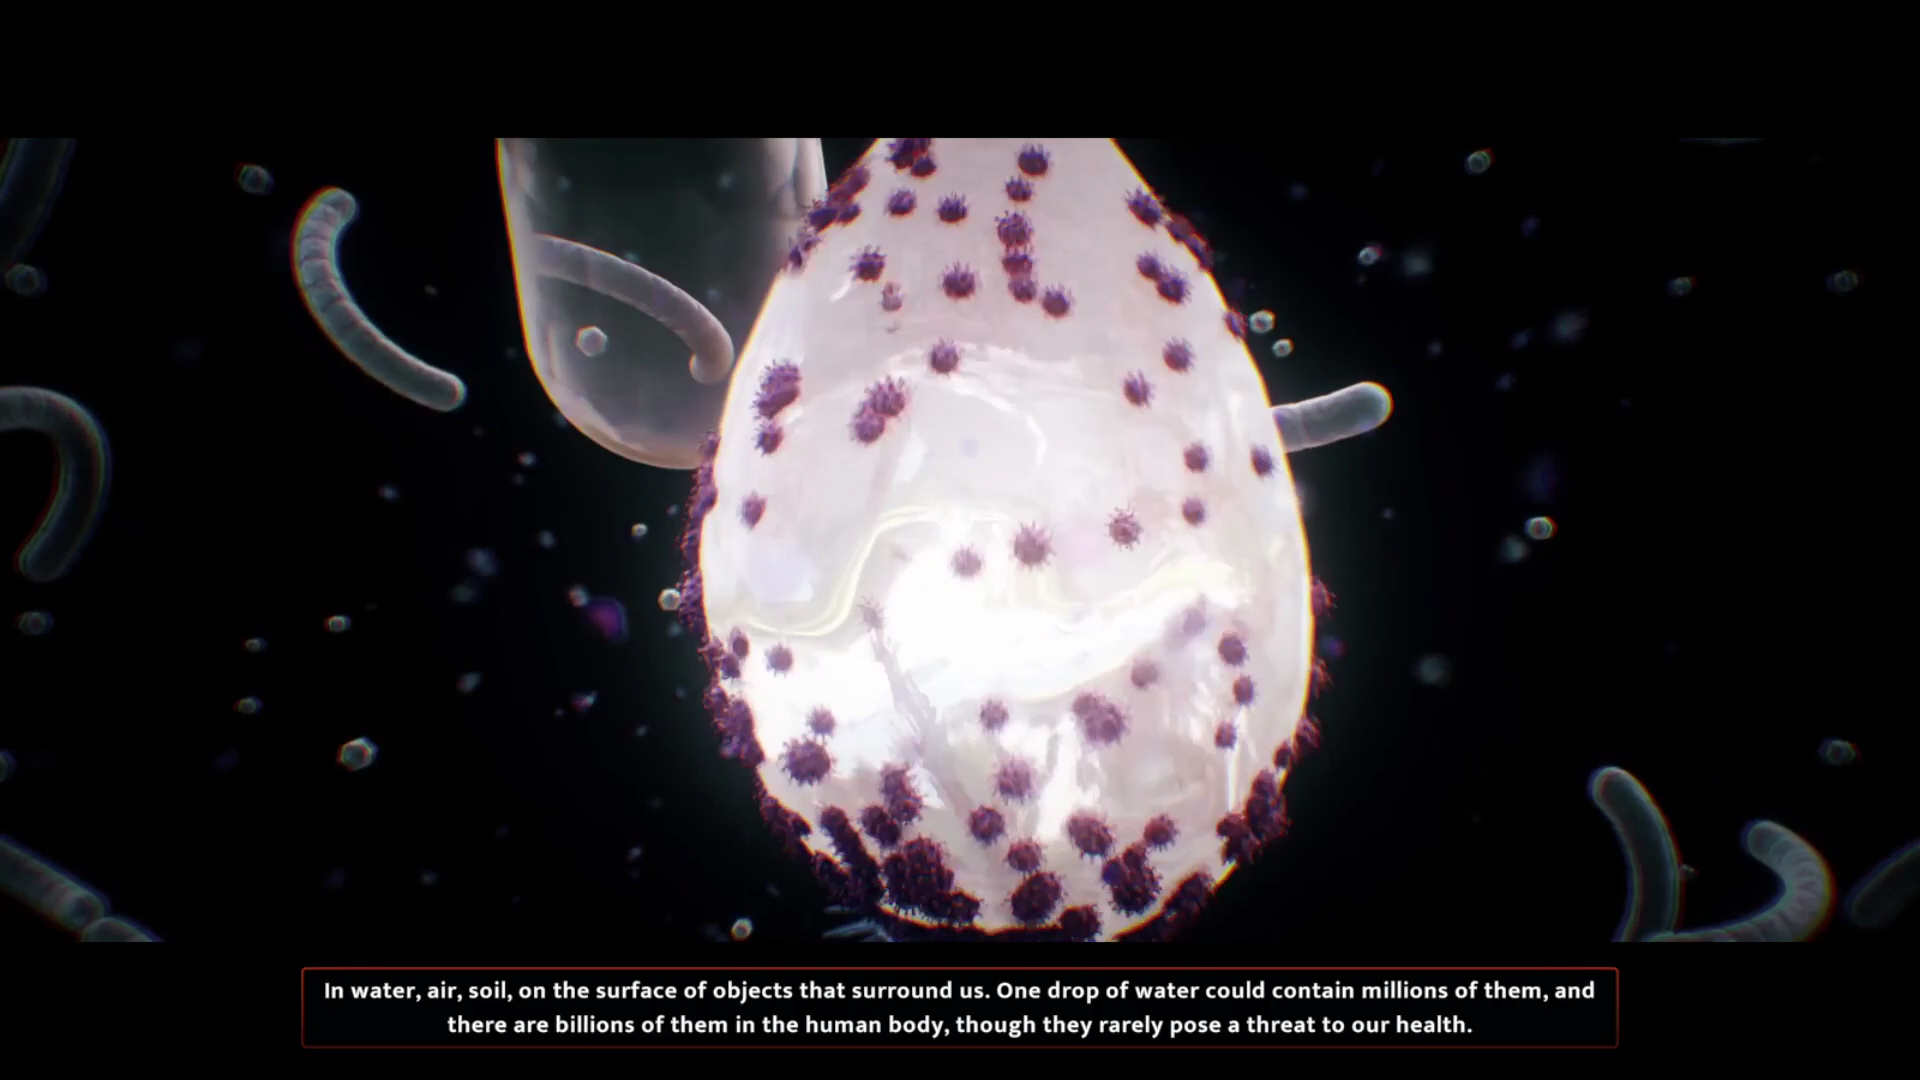 In water, air, soil, on the surface of objects that surround us. One drop of water could contain millions of them, and
there are billions of them in the human body, though they rarely pose a threat to our health.